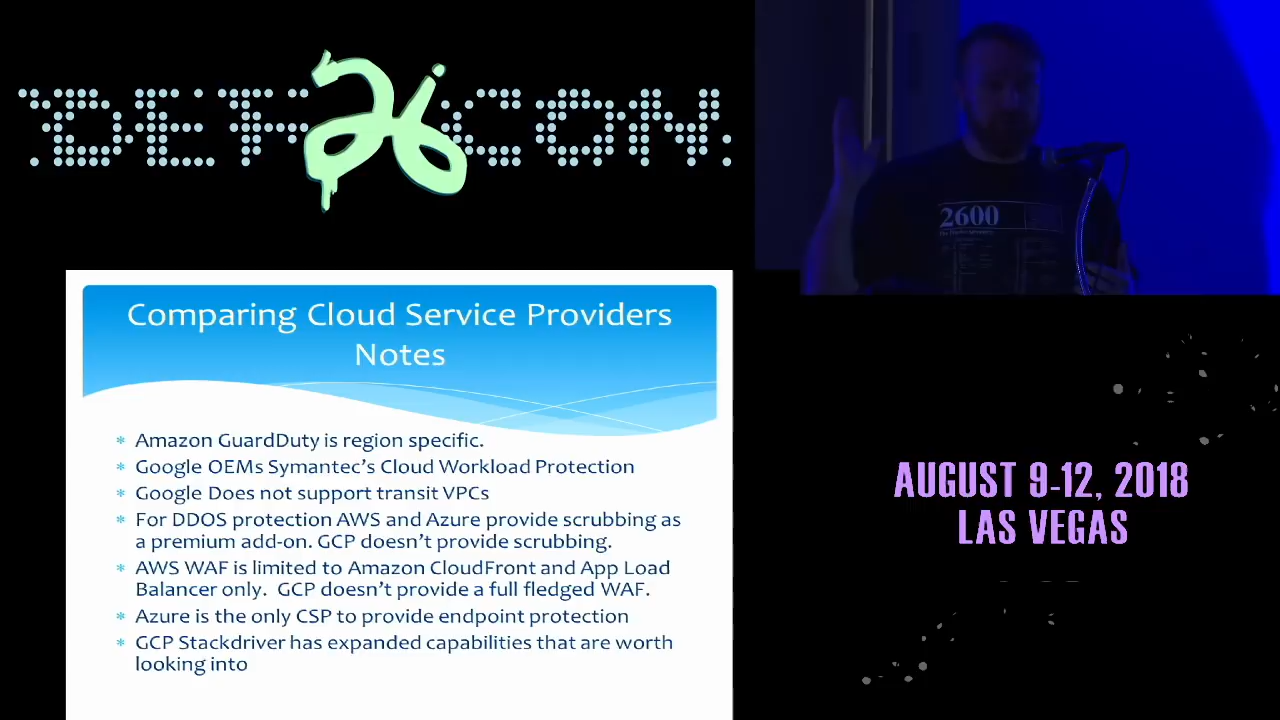 DEF 26 CON
2600
Comparing Cloud Service Providers
Notes
* Amazon GuardDuty is region specific.
* Google OEMs Symantec's Cloud Workload Protection
* Google Does not support transit VPCs
* For DDOS protection AWS and Azure provide scrubbing as
a premium add-on. GCP doesn't provide scrubbing.
* AWS WAF is limited to Amazon CloudFront and App Load
Balancer only.  GCP doesn't provide a full fledged WAF.
* Azure is the only CSP to provide endpoint protection
* GCP Stackdriver has expanded capabilities that are worth
looking into
AUGUST 9-12, 2018
LAS VEGAS